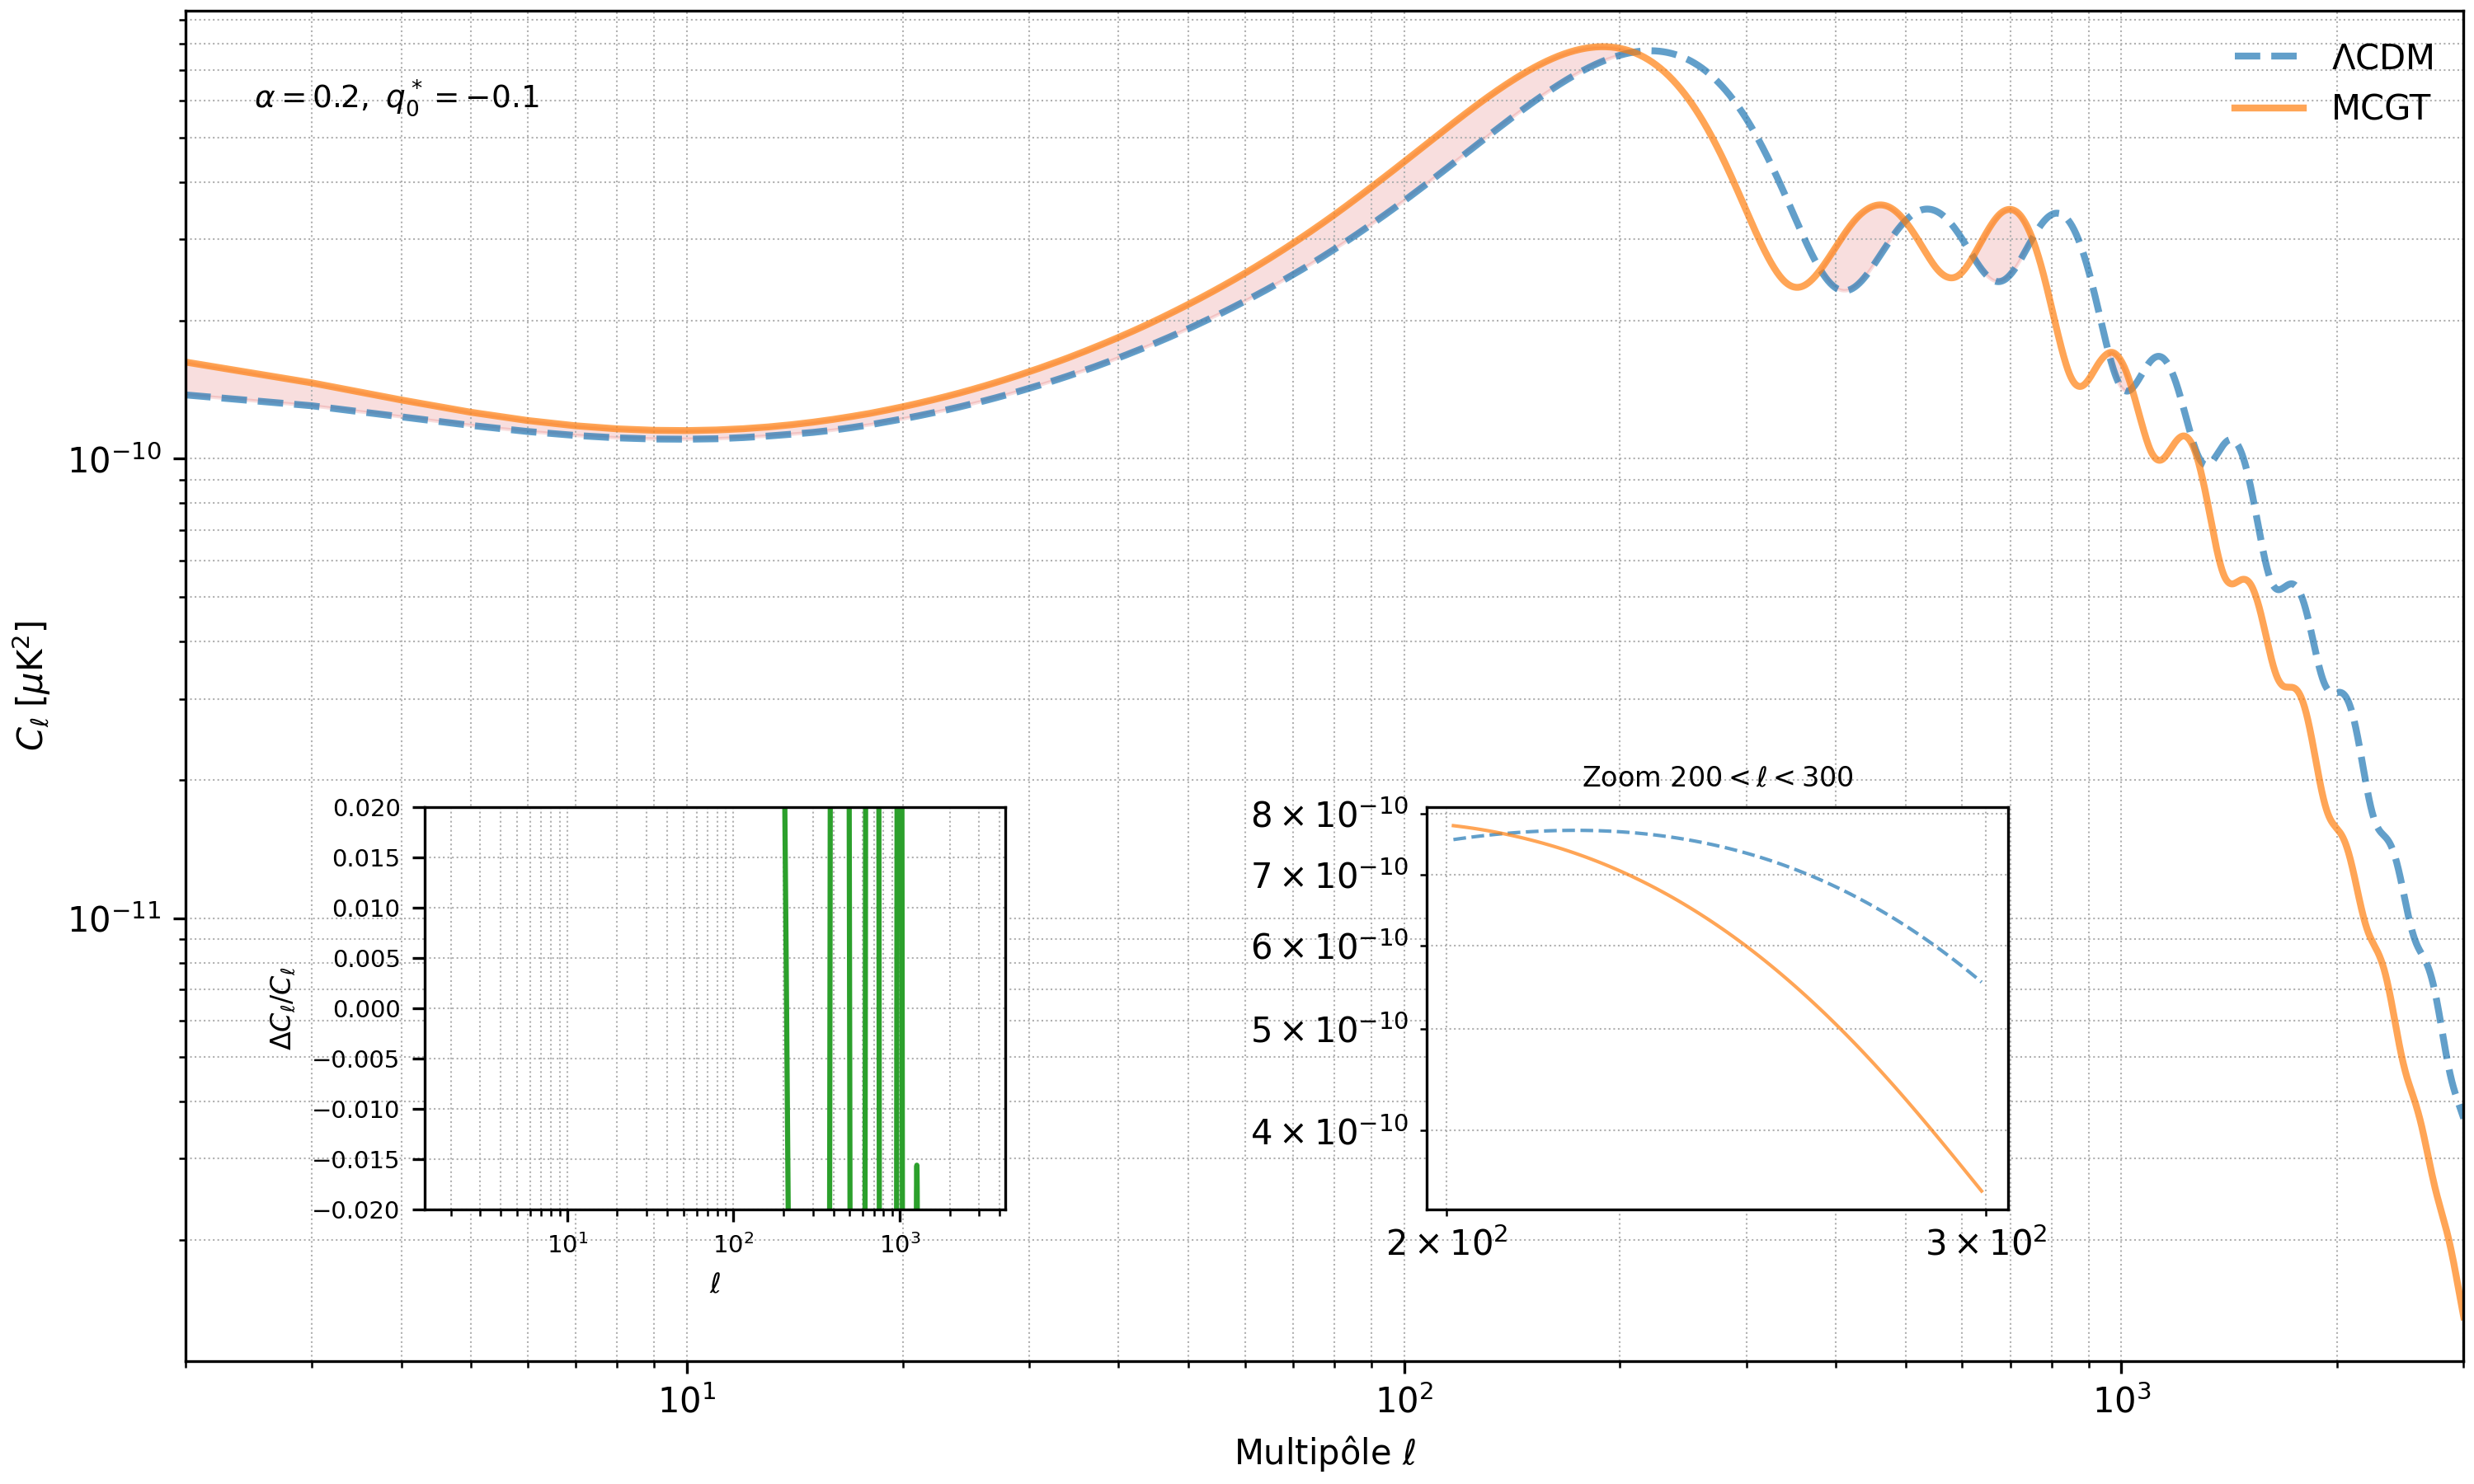 α = 0.2, q₀* = −0.1
ΛCDM
MCGT
10⁻¹⁰
10⁻¹¹
C_ℓ [μK²]
10¹
10²
10³
Multipôle ℓ
0.020
0.015
0.010
0.005
0.000
−0.005
−0.010
−0.015
−0.020
ΔC_ℓ/C_ℓ
10¹
10²
10³
ℓ
Zoom 200 < ℓ < 300
8 × 10⁻¹⁰
7 × 10⁻¹⁰
6 × 10⁻¹⁰
5 × 10⁻¹⁰
4 × 10⁻¹⁰
2 × 10²
3 × 10²